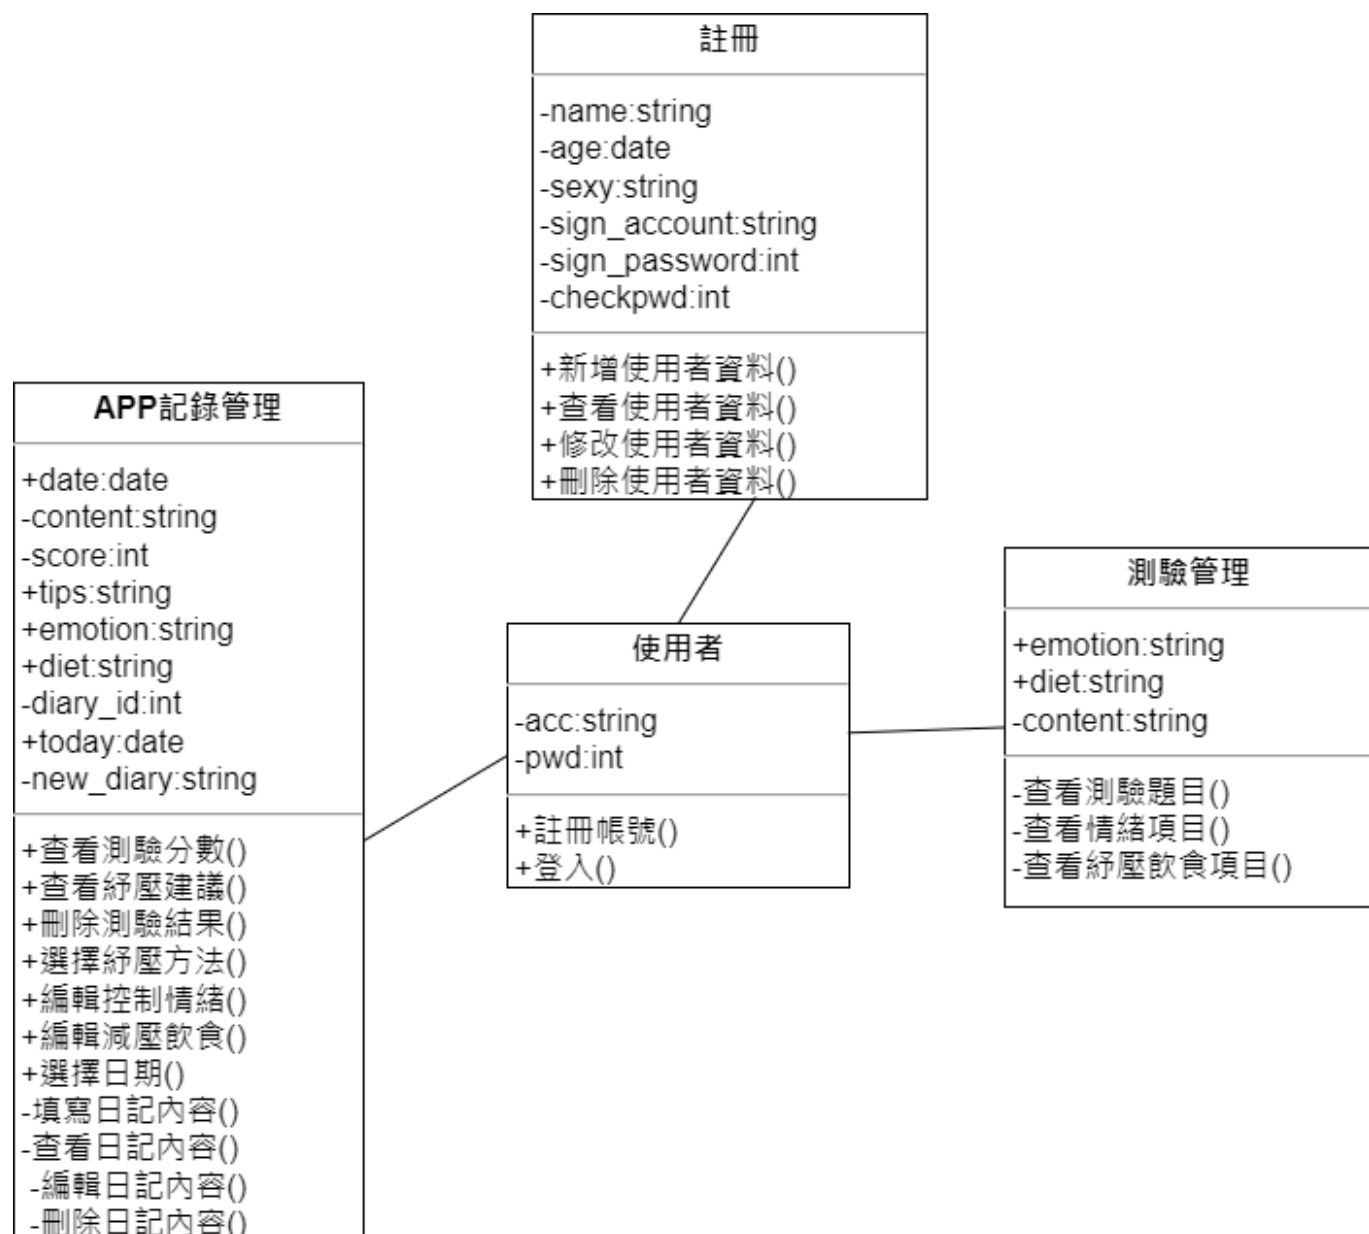 註冊
-name:string
-age:date
-sexy:string
-sign_account:string
-sign_password:int
-checkpwd:int
+新增使用者資料()
+查看使用者資料()
+修改使用者資料()
+刪除使用者資料()
APP記錄管理
+date:date
-content:string
-score:int
+tips:string
+emotion:string
+diet:string
-diary_id:int
+today:date
-new_diary:string
+查看測驗分數()
+查看紓壓建議()
+刪除測驗結果()
+選擇紓壓方法()
+編輯控制情緒()
+編輯減壓飲食()
+選擇日期()
-填寫日記內容()
-查看日記內容()
-編輯日記內容()
-刪除日記內容()
使用者
-acc:string
-pwd:int
+註冊帳號()
+登入()
測驗管理
+emotion:string
+diet:string
-content:string
-查看測驗題目()
-查看情緒項目()
-查看紓壓飲食項目()